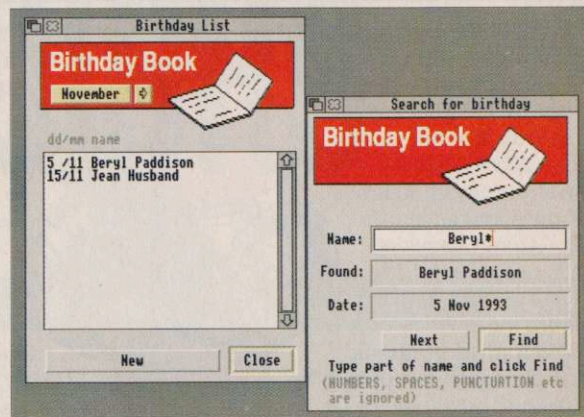 Birthday List
Birthday Book
November
dd/mm name
5 /11 Beryl Paddison
15/11 Jean Husband
New
Close
Search for birthday
Birthday Book
Name:
Beryl*
Found:
Beryl Paddison
Date:
5 Nov 1993
Next
Find
Type part of name and click Find
(NUMBERS, SPACES, PUNCTURTION etc
are ignored)